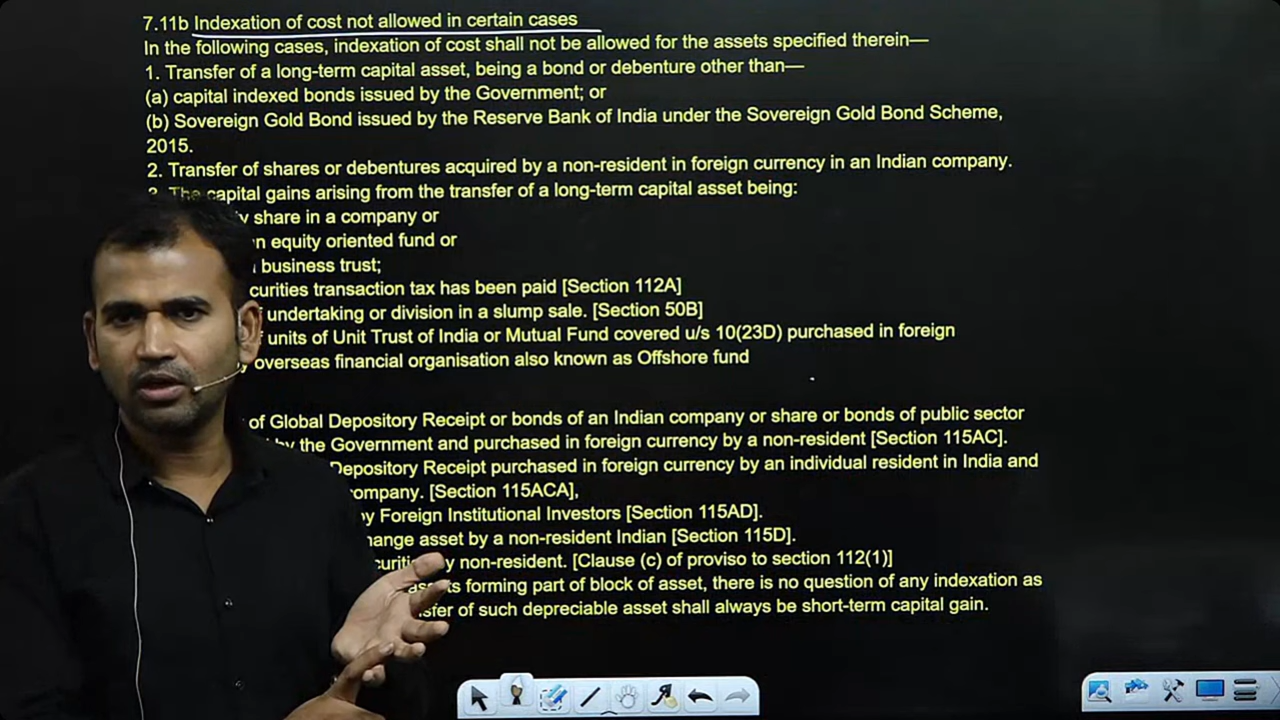 7.11b Indexation of cost not allowed in certain cases
In the following cases, indexation of cost shall not be allowed for the assets specified therein—
1. Transfer of a long-term capital asset, being a bond or debenture other than—
(a) capital indexed bonds issued by the Government; or
(b) Sovereign Gold Bond issued by the Reserve Bank of India under the Sovereign Gold Bond Scheme,
2015.
2. Transfer of shares or debentures acquired by a non-resident in foreign currency in an Indian company.
The capital gains arising from the transfer of a long-term capital asset being:
share in a company or
equity oriented fund or
business trust;
transaction tax has been paid [Section 112A]
undertaking or division in a slump sale. [Section 50B]
units of Unit Trust of India or Mutual Fund covered u/s 10(23D) purchased in foreign
overseas financial organisation also known as Offshore fund
of Global Depository Receipt or bonds of an Indian company or share or bonds of public sector
by the Government and purchased in foreign currency by a non-resident [Section 115AC].
Depository Receipt purchased in foreign currency by an individual resident in India and
[Section 115ACA],
by Foreign Institutional Investors [Section 115AD].
asset by a non-resident Indian [Section 115D].
by non-resident. [Clause (c) of proviso to section 112(1)]
forming part of block of asset, there is no question of any indexation as
of such depreciable asset shall always be short-term capital gain.